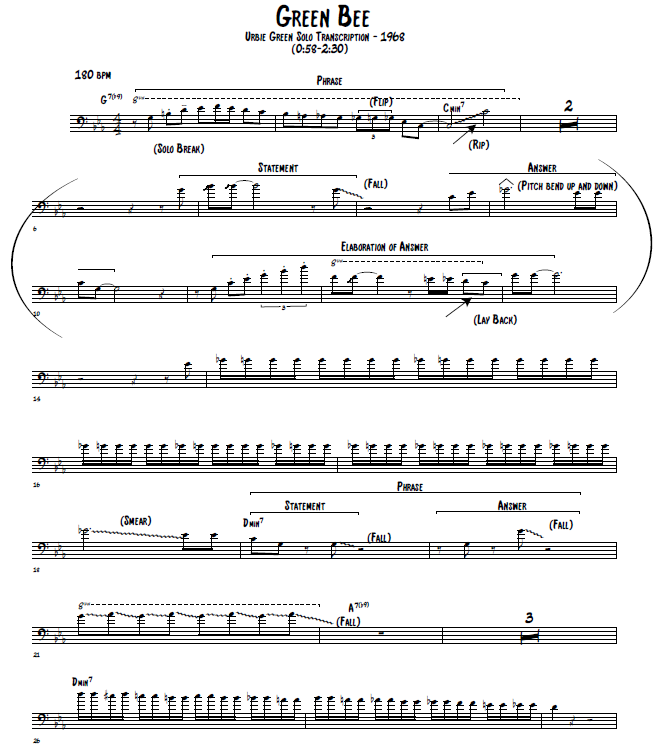 Green Bee
Urbie Green Solo Transcription - 1968
(0:58-2:30)
180 bpm
Phrase
G7(b9) 8va (Flip) Cmin7 2
3
(Solo Break) (Rip)
Statement Answer
(Fall) (Pitch bend up and down)
6
Elaboration of Answer
8va
3
10
(Lay Back)
14
16
Phrase
(Smear) Dmin7 Statement Answer
(Fall) (Fall)
18
8va A7(b9) 3
(Fall)
21
Dmin7
26